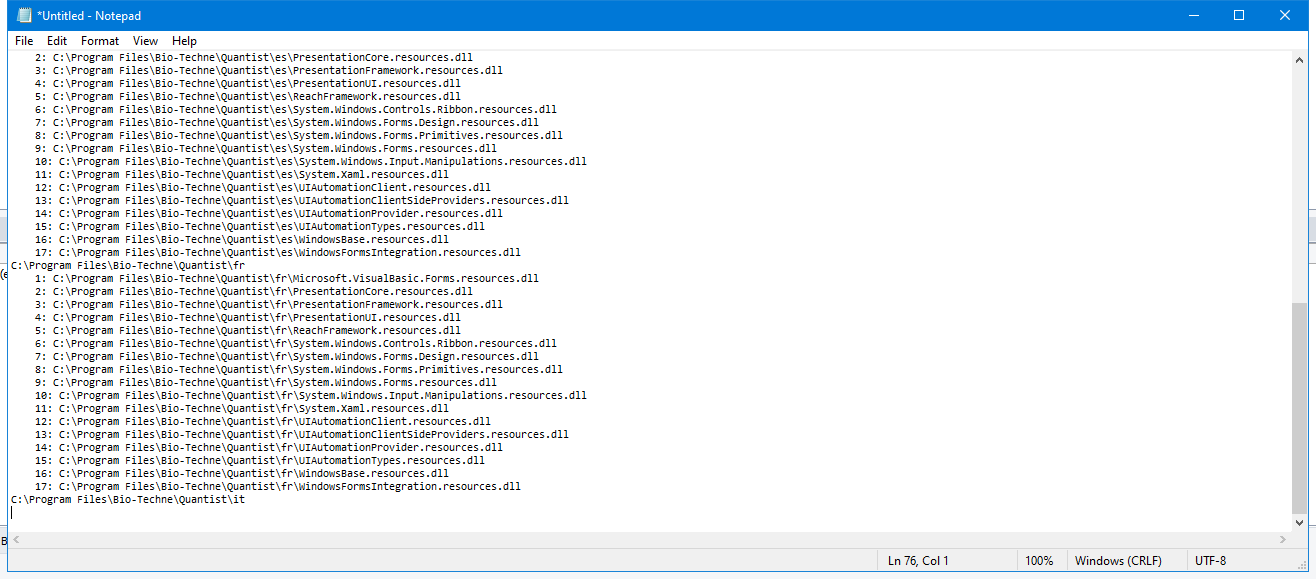 *Untitled - Notepad
File Edit Format View Help
2: C:\Program Files\Bio-Techne\Quantist\es\PresentationCore.resources.dll
3: C:\Program Files\Bio-Techne\Quantist\es\PresentationFramework.resources.dll
4: C:\Program Files\Bio-Techne\Quantist\es\PresentationUI.resources.dll
5: C:\Program Files\Bio-Techne\Quantist\es\ReachFramework.resources.dll
6: C:\Program Files\Bio-Techne\Quantist\es\System.Windows.Controls.Ribbon.resources.dll
7: C:\Program Files\Bio-Techne\Quantist\es\System.Windows.Forms.Design.resources.dll
8: C:\Program Files\Bio-Techne\Quantist\es\System.Windows.Forms.Primitives.resources.dll
9: C:\Program Files\Bio-Techne\Quantist\es\System.Windows.Forms.resources.dll
10: C:\Program Files\Bio-Techne\Quantist\es\System.Windows.Input.Manipulations.resources.dll
11: C:\Program Files\Bio-Techne\Quantist\es\System.Xaml.resources.dll
12: C:\Program Files\Bio-Techne\Quantist\es\UIAutomationClient.resources.dll
13: C:\Program Files\Bio-Techne\Quantist\es\UIAutomationClientSideProviders.resources.dll
14: C:\Program Files\Bio-Techne\Quantist\es\UIAutomationProvider.resources.dll
15: C:\Program Files\Bio-Techne\Quantist\es\UIAutomationTypes.resources.dll
16: C:\Program Files\Bio-Techne\Quantist\es\WindowsBase.resources.dll
17: C:\Program Files\Bio-Techne\Quantist\es\WindowsFormsIntegration.resources.dll
C:\Program Files\Bio-Techne\Quantist\fr
1: C:\Program Files\Bio-Techne\Quantist\fr\Microsoft.VisualBasic.Forms.resources.dll
2: C:\Program Files\Bio-Techne\Quantist\fr\PresentationCore.resources.dll
3: C:\Program Files\Bio-Techne\Quantist\fr\PresentationFramework.resources.dll
4: C:\Program Files\Bio-Techne\Quantist\fr\PresentationUI.resources.dll
5: C:\Program Files\Bio-Techne\Quantist\fr\ReachFramework.resources.dll
6: C:\Program Files\Bio-Techne\Quantist\fr\System.Windows.Controls.Ribbon.resources.dll
7: C:\Program Files\Bio-Techne\Quantist\fr\System.Windows.Forms.Design.resources.dll
8: C:\Program Files\Bio-Techne\Quantist\fr\System.Windows.Forms.Primitives.resources.dll
9: C:\Program Files\Bio-Techne\Quantist\fr\System.Windows.Forms.resources.dll
10: C:\Program Files\Bio-Techne\Quantist\fr\System.Windows.Input.Manipulations.resources.dll
11: C:\Program Files\Bio-Techne\Quantist\fr\System.Xaml.resources.dll
12: C:\Program Files\Bio-Techne\Quantist\fr\UIAutomationClient.resources.dll
13: C:\Program Files\Bio-Techne\Quantist\fr\UIAutomationClientSideProviders.resources.dll
14: C:\Program Files\Bio-Techne\Quantist\fr\UIAutomationProvider.resources.dll
15: C:\Program Files\Bio-Techne\Quantist\fr\UIAutomationTypes.resources.dll
16: C:\Program Files\Bio-Techne\Quantist\fr\WindowsBase.resources.dll
17: C:\Program Files\Bio-Techne\Quantist\fr\WindowsFormsIntegration.resources.dll
C:\Program Files\Bio-Techne\Quantist\it
Ln 76, Col 1 100% Windows (CRLF) UTF-8